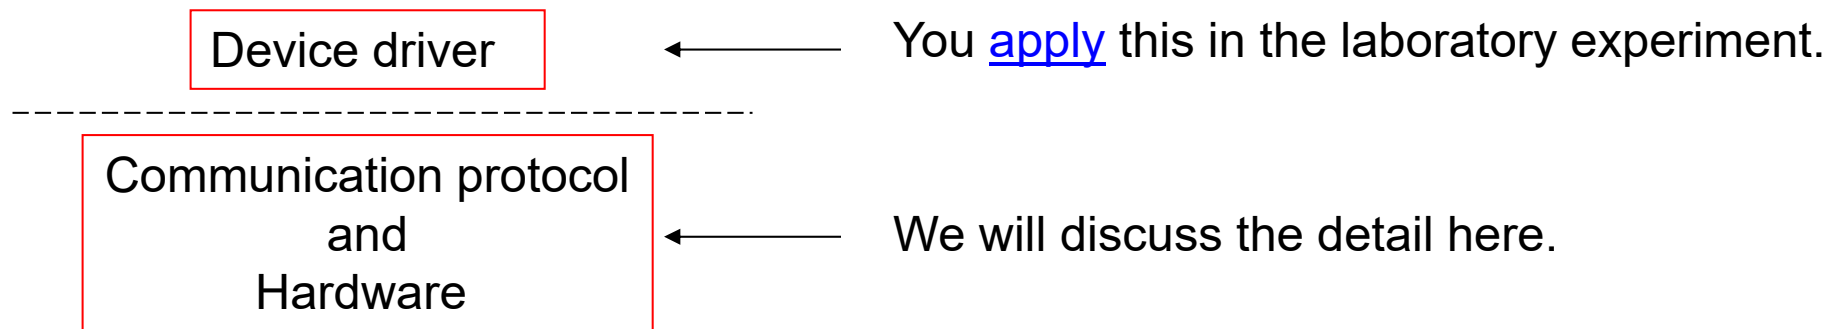 Device driver
You apply this in the laboratory experiment.
Communication protocol
and
Hardware
We will discuss the detail here.